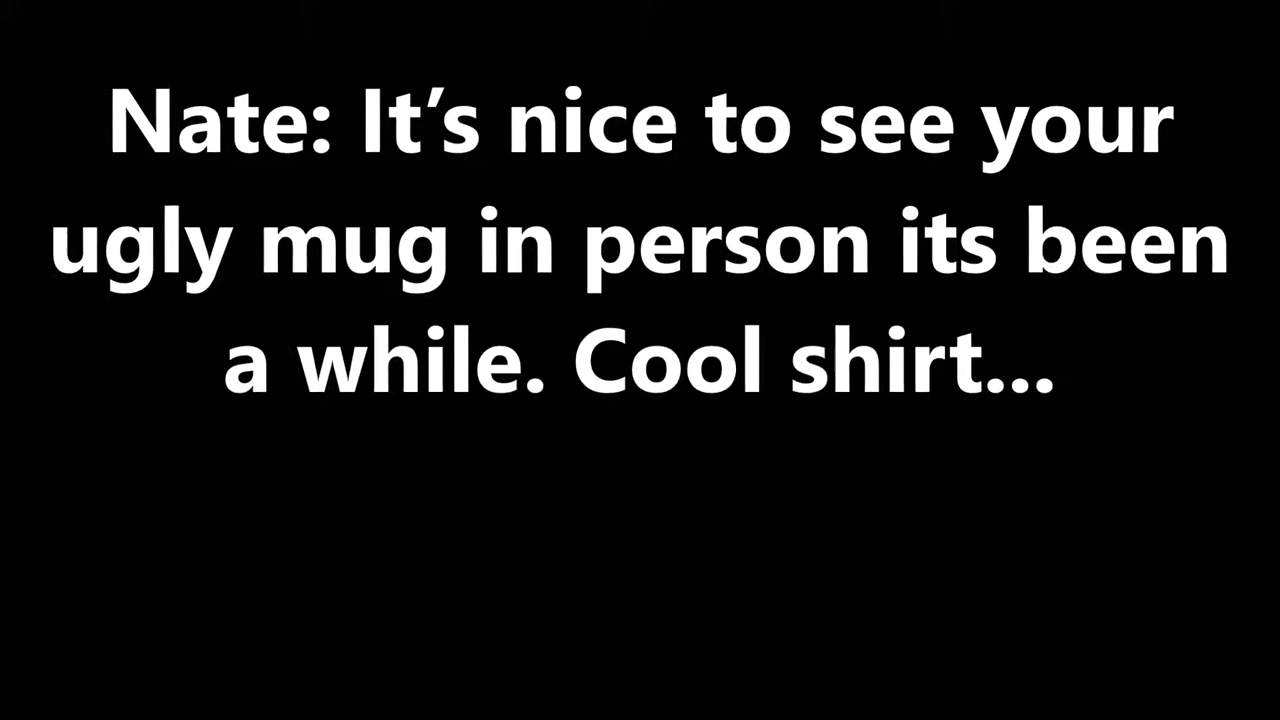 Nate: It’s nice to see your
ugly mug in person its been
a while. Cool shirt...